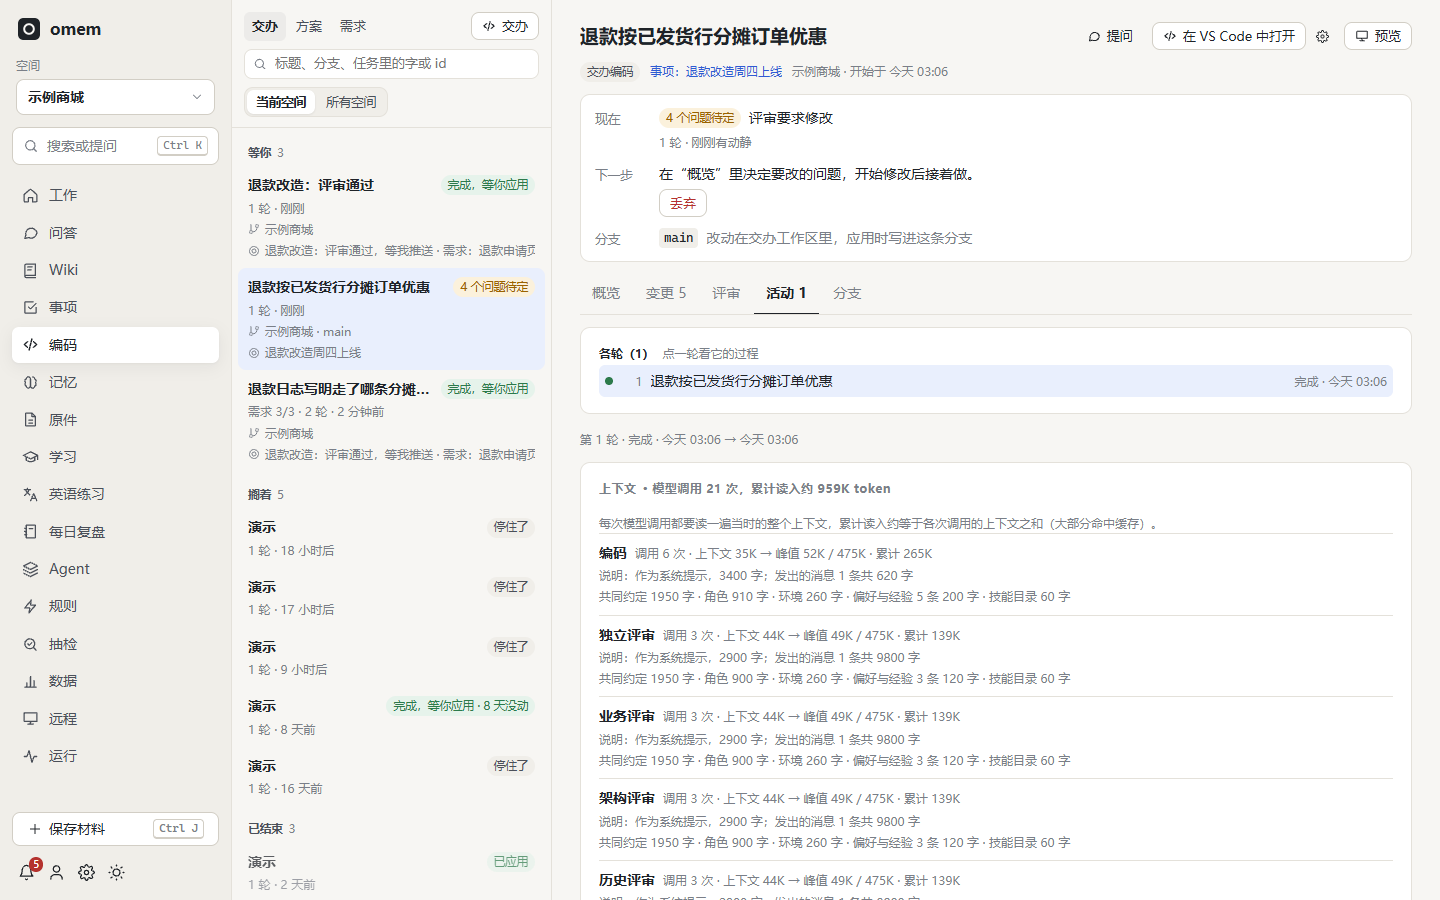 omem
空间
示例商城
搜索或提问 Ctrl K
工作
问答
Wiki
事项
编码
记忆
原件
学习
英语练习
每日复盘
Agent
规则
抽检
数据
远程
运行
保存材料 Ctrl J
5
交办 方案 需求 交办
标题、分支、任务里的字或 id
当前空间 所有空间
等你 3
退款改造：评审通过 完成，等你应用
1 轮 · 刚刚
示例商城
退款改造：评审通过，等我推送 · 需求：退款申请
退款按已发货行分摊订单优惠 4 个问题待定
1 轮 · 刚刚
示例商城 · main
退款改造周四上线
退款日志写明走了哪条分摊… 完成，等你应用
需求 3/3 · 2 轮 · 2 分钟前
示例商城
退款改造：评审通过，等我推送 · 需求：退款申请
搁着 5
演示 停住了
1 轮 · 18 小时后
演示 停住了
1 轮 · 17 小时后
演示 停住了
1 轮 · 9 小时后
演示 完成，等你应用 · 8 天没动
1 轮 · 8 天前
演示 停住了
1 轮 · 16 天前
已结束 3
演示 已应用
1 轮 · 2 天前
退款按已发货行分摊订单优惠 提问 在 VS Code 中打开 预览
交办编码 事项：退款改造周四上线 示例商城 · 开始于 今天 03:06
现在 4 个问题待定 评审要求修改
1 轮 · 刚刚有动静
下一步 在“概览”里决定要改的问题，开始修改后接着做。
丢弃
分支 main 改动在交办工作区里，应用时写进这条分支
概览 变更 5 评审 活动 1 分支
各轮（1） 点一轮看它的过程
1 退款按已发货行分摊订单优惠 完成 · 今天 03:06
第 1 轮 · 完成 · 今天 03:06 → 今天 03:06
上下文 · 模型调用 21 次，累计读入约 959K token
每次模型调用都要读一遍当时的整个上下文，累计读入约等于各次调用的上下文之和（大部分命中缓存）。
编码 调用 6 次 · 上下文 35K → 峰值 52K / 475K · 累计 265K
说明：作为系统提示，3400 字；发出的消息 1 条共 620 字
共同约定 1950 字 · 角色 910 字 · 环境 260 字 · 偏好与经验 5 条 200 字 · 技能目录 60 字
独立评审 调用 3 次 · 上下文 44K → 峰值 49K / 475K · 累计 139K
说明：作为系统提示，2900 字；发出的消息 1 条共 9800 字
共同约定 1950 字 · 角色 900 字 · 环境 260 字 · 偏好与经验 3 条 120 字 · 技能目录 60 字
业务评审 调用 3 次 · 上下文 44K → 峰值 49K / 475K · 累计 139K
说明：作为系统提示，2900 字；发出的消息 1 条共 9800 字
共同约定 1950 字 · 角色 900 字 · 环境 260 字 · 偏好与经验 3 条 120 字 · 技能目录 60 字
架构评审 调用 3 次 · 上下文 44K → 峰值 49K / 475K · 累计 139K
说明：作为系统提示，2900 字；发出的消息 1 条共 9800 字
共同约定 1950 字 · 角色 900 字 · 环境 260 字 · 偏好与经验 3 条 120 字 · 技能目录 60 字
历史评审 调用 3 次 · 上下文 44K → 峰值 49K / 475K · 累计 139K